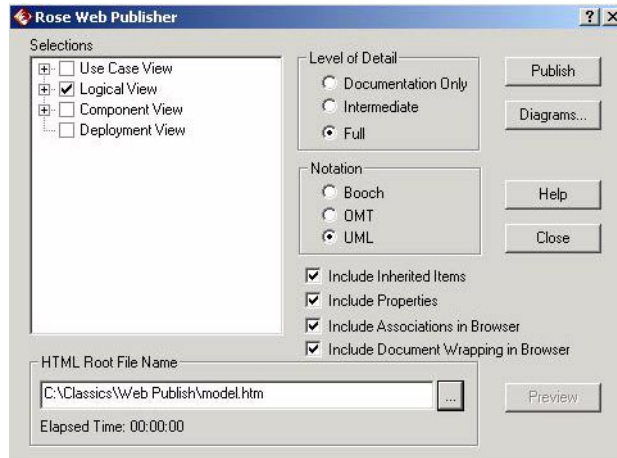 Rose Web Publisher
Selections
Use Case View
Logical View
Component View
Deployment View
Level of Detail
Documentation Only
Intermediate
Full
Notation
Booch
OMT
UML
Include Inherited Items
Include Properties
Include Associations in Browser
Include Document Wrapping in Browser
Publish
Diagrams...
Help
Close
HTML Root File Name
C:\Classics\Web Publish\model.htm
...
Elapsed Time: 00:00:00
Preview